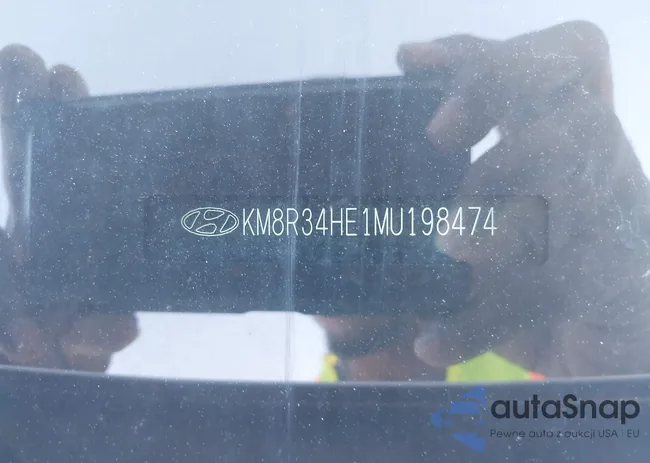 KM8R34HE1MU198474
autaSnap
Pewne auta z aukcji USA i EU